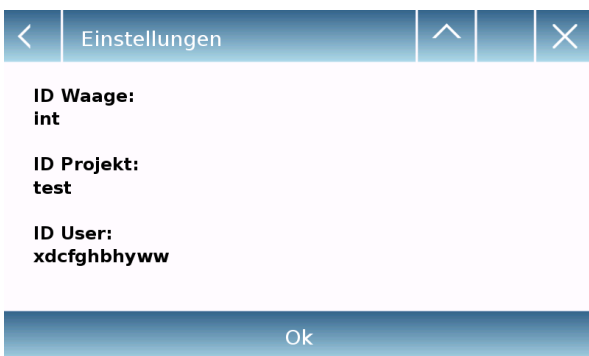 Einstellungen
ID Waage:
int
ID Projekt:
test
ID User:
xdcfghbhyww
Ok